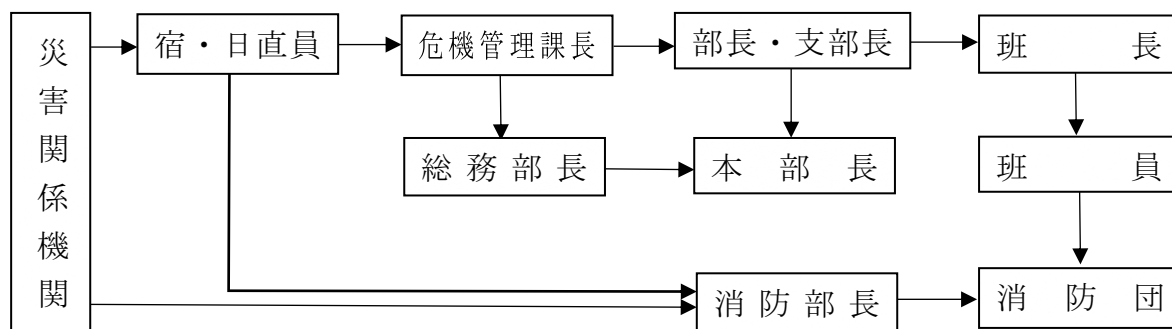 災害関係機関
宿・日直員
危機管理課長
部長・支部長
班長
総務部長
本部長
班員
消防部長
消防団